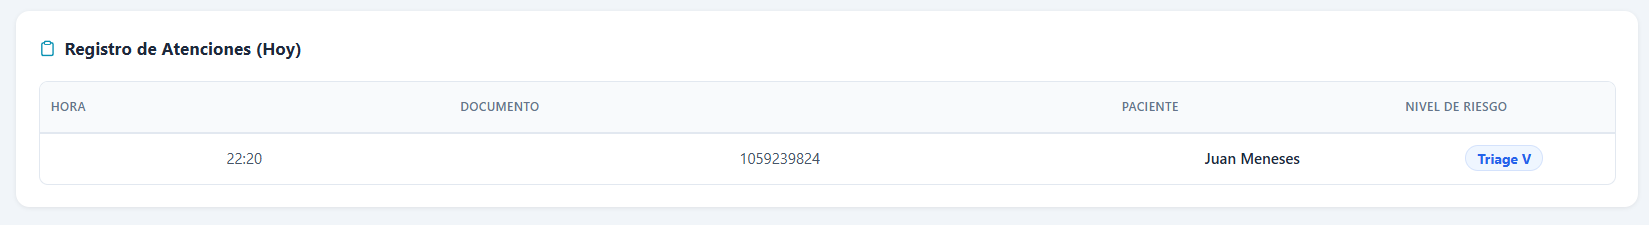 Registro de Atenciones (Hoy)
HORA DOCUMENTO PACIENTE NIVEL DE RIESGO
22:20 1059239824 Juan Meneses Triage V